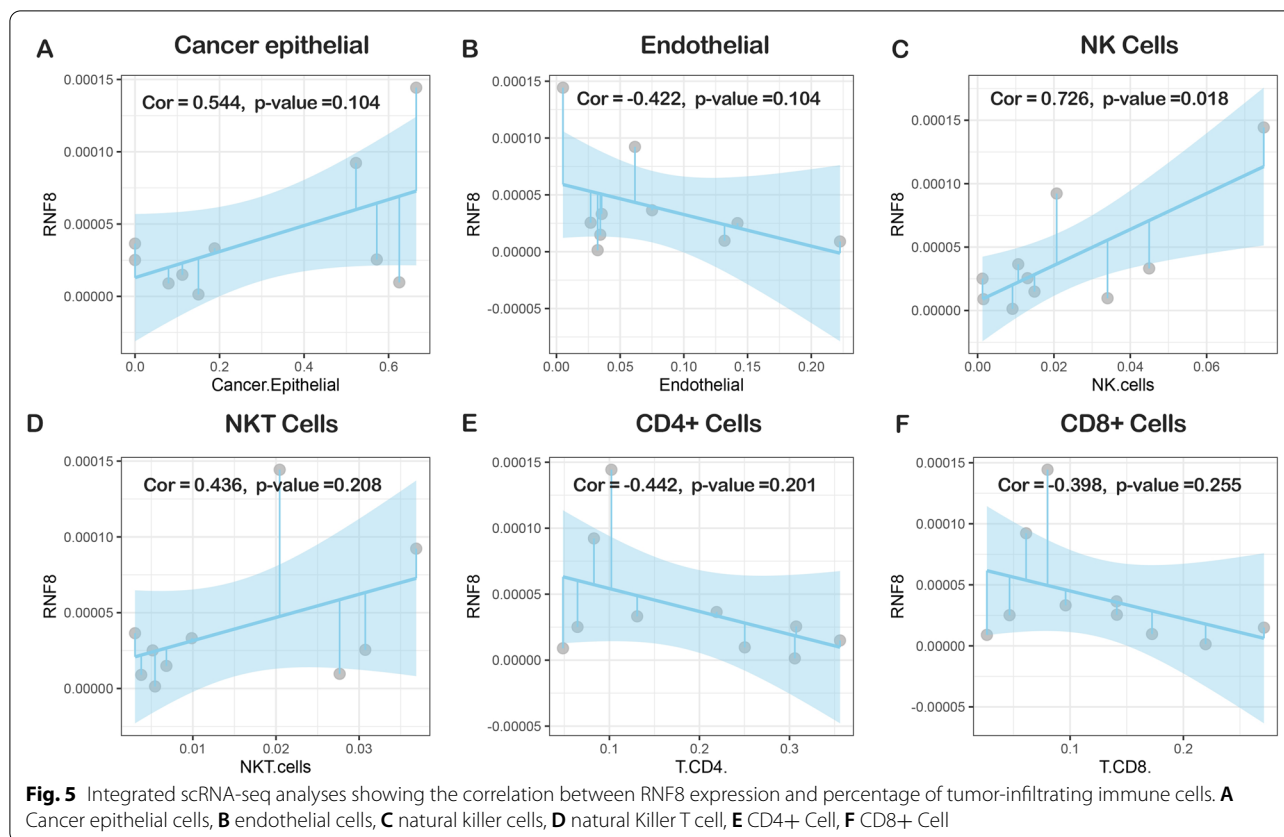 A Cancer epithelial
Cor = 0.544, p-value =0.104
0.00015
0.00010
0.00005
0.00000
RNF8
0.0 0.2 0.4 0.6
Cancer.Epithelial
B Endothelial
Cor = -0.422, p-value =0.104
0.00015
0.00010
0.00005
0.00000
-0.00005
RNF8
0.00 0.05 0.10 0.15 0.20
Endothelial
C NK Cells
Cor = 0.726, p-value =0.018
0.00015
0.00010
0.00005
0.00000
RNF8
0.00 0.02 0.04 0.06
NK.cells
D NKT Cells
Cor = 0.436, p-value =0.208
0.00015
0.00010
0.00005
0.00000
RNF8
0.01 0.02 0.03
NKT.cells
E CD4+ Cells
Cor = -0.442, p-value =0.201
0.00015
0.00010
0.00005
0.00000
-0.00005
RNF8
0.1 0.2 0.3
T.CD4.
F CD8+ Cells
Cor = -0.398, p-value =0.255
0.00015
0.00010
0.00005
0.00000
-0.00005
RNF8
0.1 0.2
T.CD8.
Fig. 5 Integrated scRNA-seq analyses showing the correlation between RNF8 expression and percentage of tumor-infiltrating immune cells. A
Cancer epithelial cells, B endothelial cells, C natural killer cells, D natural Killer T cell, E CD4+ Cell, F CD8+ Cell